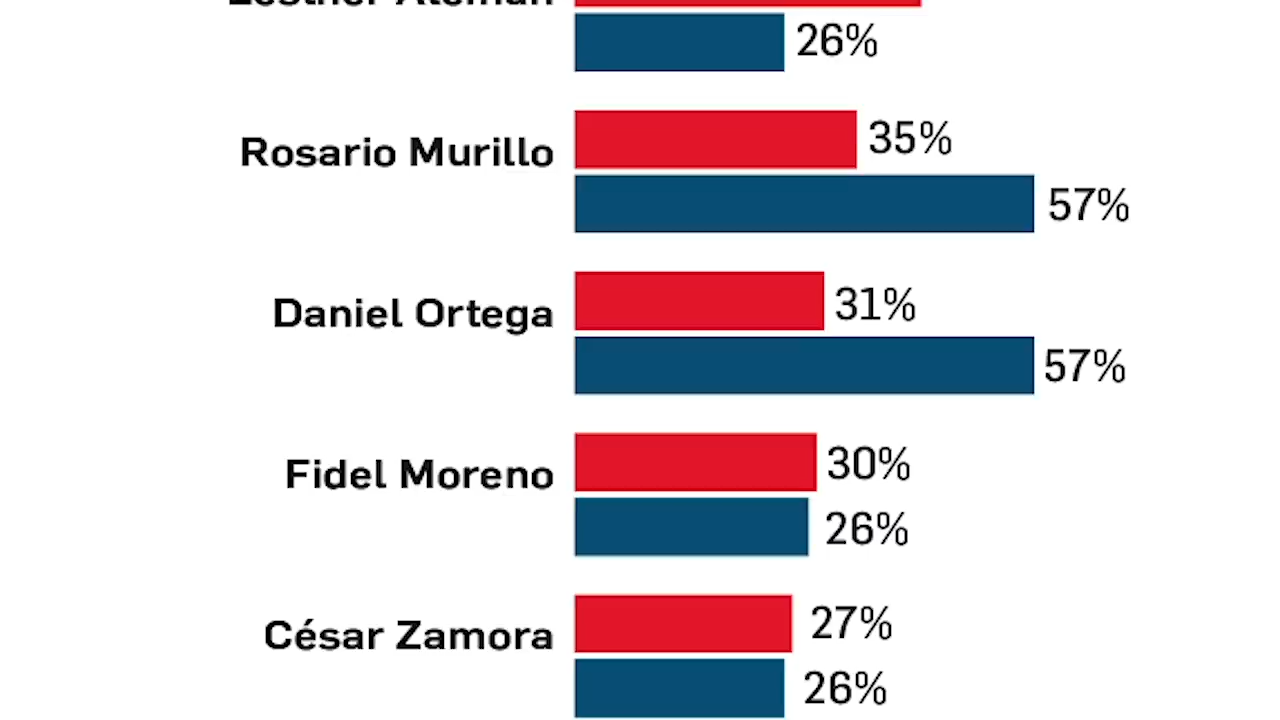 26%
Rosario Murillo
35%
57%
Daniel Ortega
31%
57%
Fidel Moreno
30%
26%
César Zamora
27%
26%